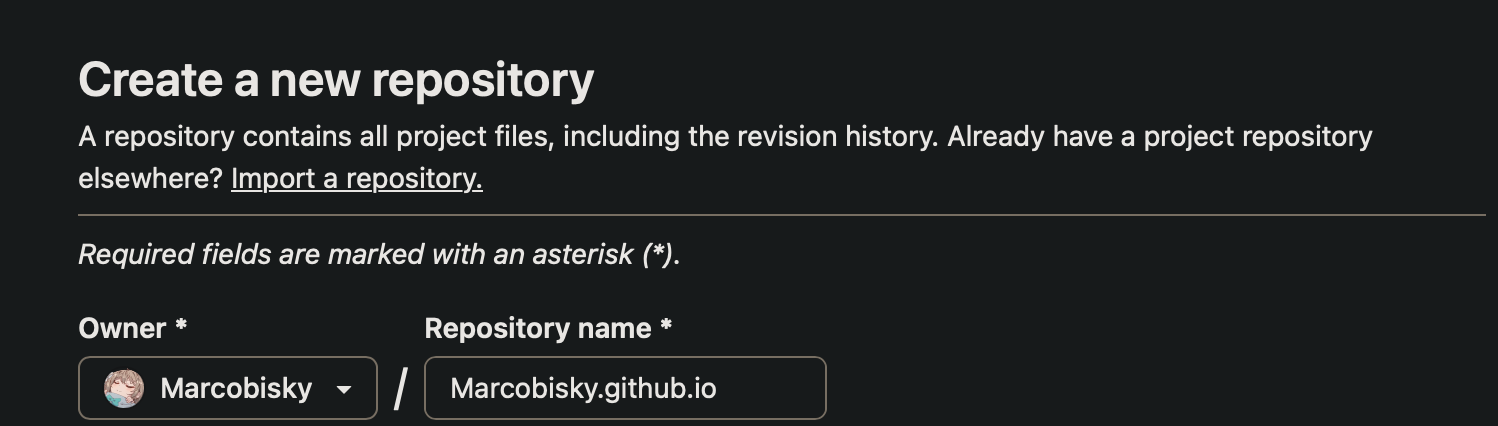 Create a new repository
A repository contains all project files, including the revision history. Already have a project repository
elsewhere? Import a repository.
Required fields are marked with an asterisk (*).
Owner * Repository name *
Marcobisky / Marcobisky.github.io